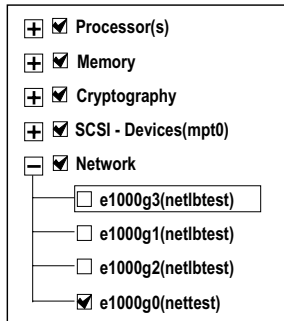 Processor(s)
Memory
Cryptography
SCSI - Devices(mpt0)
Network
e1000g3(netlbtest)
e1000g1(netlbtest)
e1000g2(netlbtest)
e1000g0(nettest)